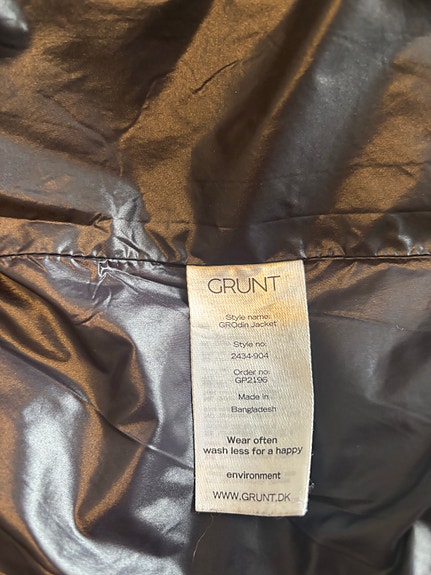 GRUNT
Style name:
GROdin Jacket
Style no:
2434-904
Order no:
GP2196
Made in
Bangladesh
Wear often
wash less for a happy
environment
WWW.GRUNT.DK